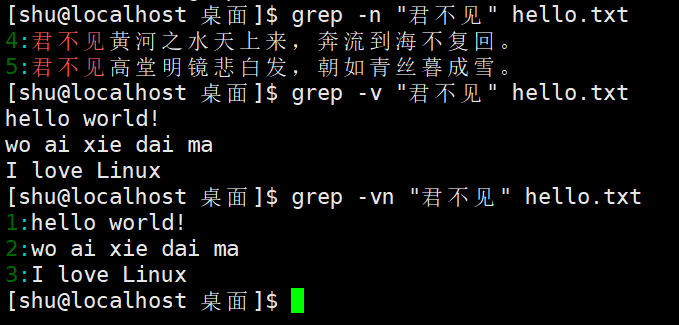 [shu@localhost 桌面]$ grep -n "君不见" hello.txt
4:君不见黄河之水天上来，奔流到海不复回。
5:君不见高堂明镜悲白发，朝如青丝暮成雪。
[shu@localhost 桌面]$ grep -v "君不见" hello.txt
hello world!
wo ai xie dai ma
I love Linux
[shu@localhost 桌面]$ grep -vn "君不见" hello.txt
1:hello world!
2:wo ai xie dai ma
3:I love Linux
[shu@localhost 桌面]$